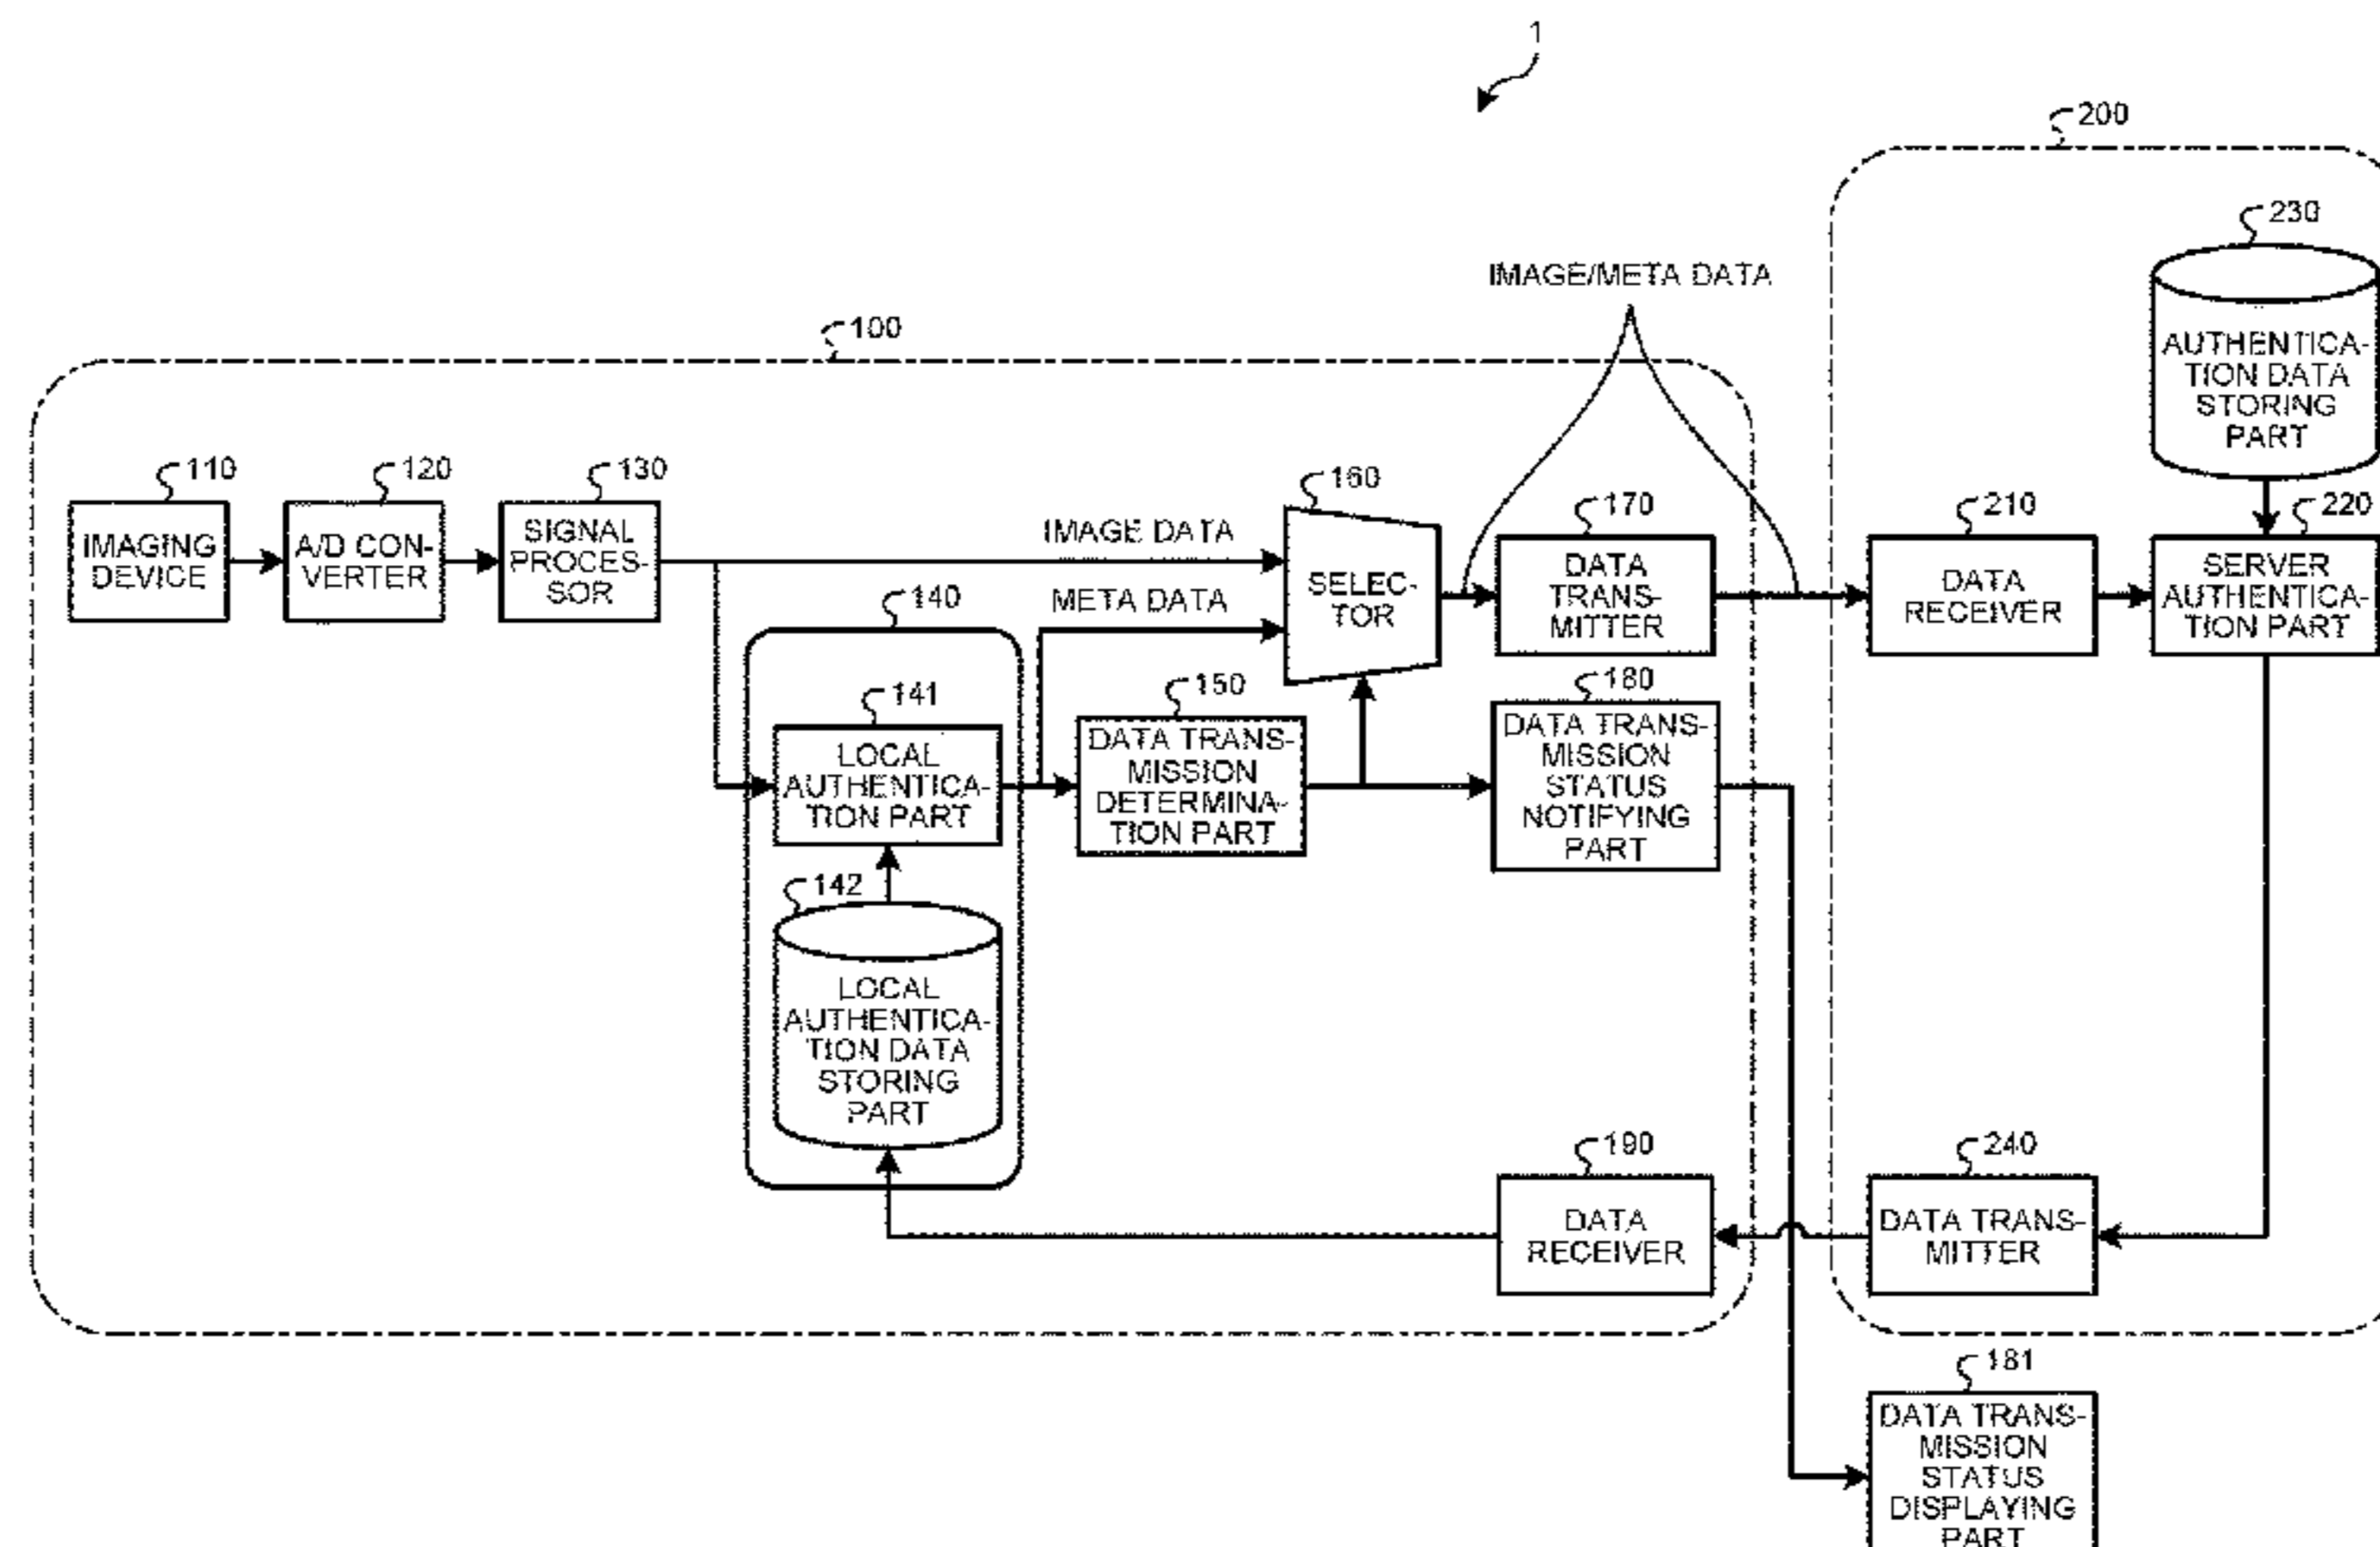 1
200
230
AUTHENTICA-
TION DATA
STORING
PART
IMAGE/META DATA
100
110
IMAGING
DEVICE
120
A/D CON-
VERTER
130
SIGNAL
PROCES-
SOR
IMAGE DATA
META DATA
160
SELEC-
TOR
170
DATA
TRANS-
MITTER
210
DATA
RECEIVER
220
SERVER
AUTHENTICA-
TION PART
140
141
LOCAL
AUTHENTICA-
TION PART
150
DATA TRANS-
MISSION
DETERMINA-
TION PART
180
DATA TRANS-
MISSION
STATUS
NOTIFYING
PART
142
LOCAL
AUTHENTICA-
TION DATA
STORING
PART
190
DATA
RECEIVER
240
DATA TRANS-
MITTER
181
DATA TRANS-
MISSION
STATUS
DISPLAYING
PART